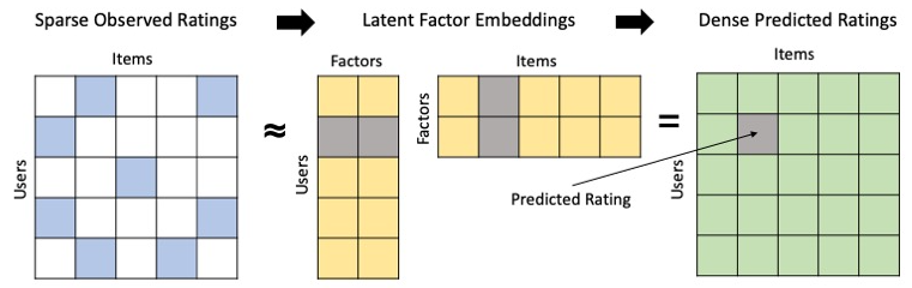 Sparse Observed Ratings
Latent Factor Embeddings
Dense Predicted Ratings
Items
Users
≈
Factors
Users
Items
Factors
=
Items
Users
Predicted Rating